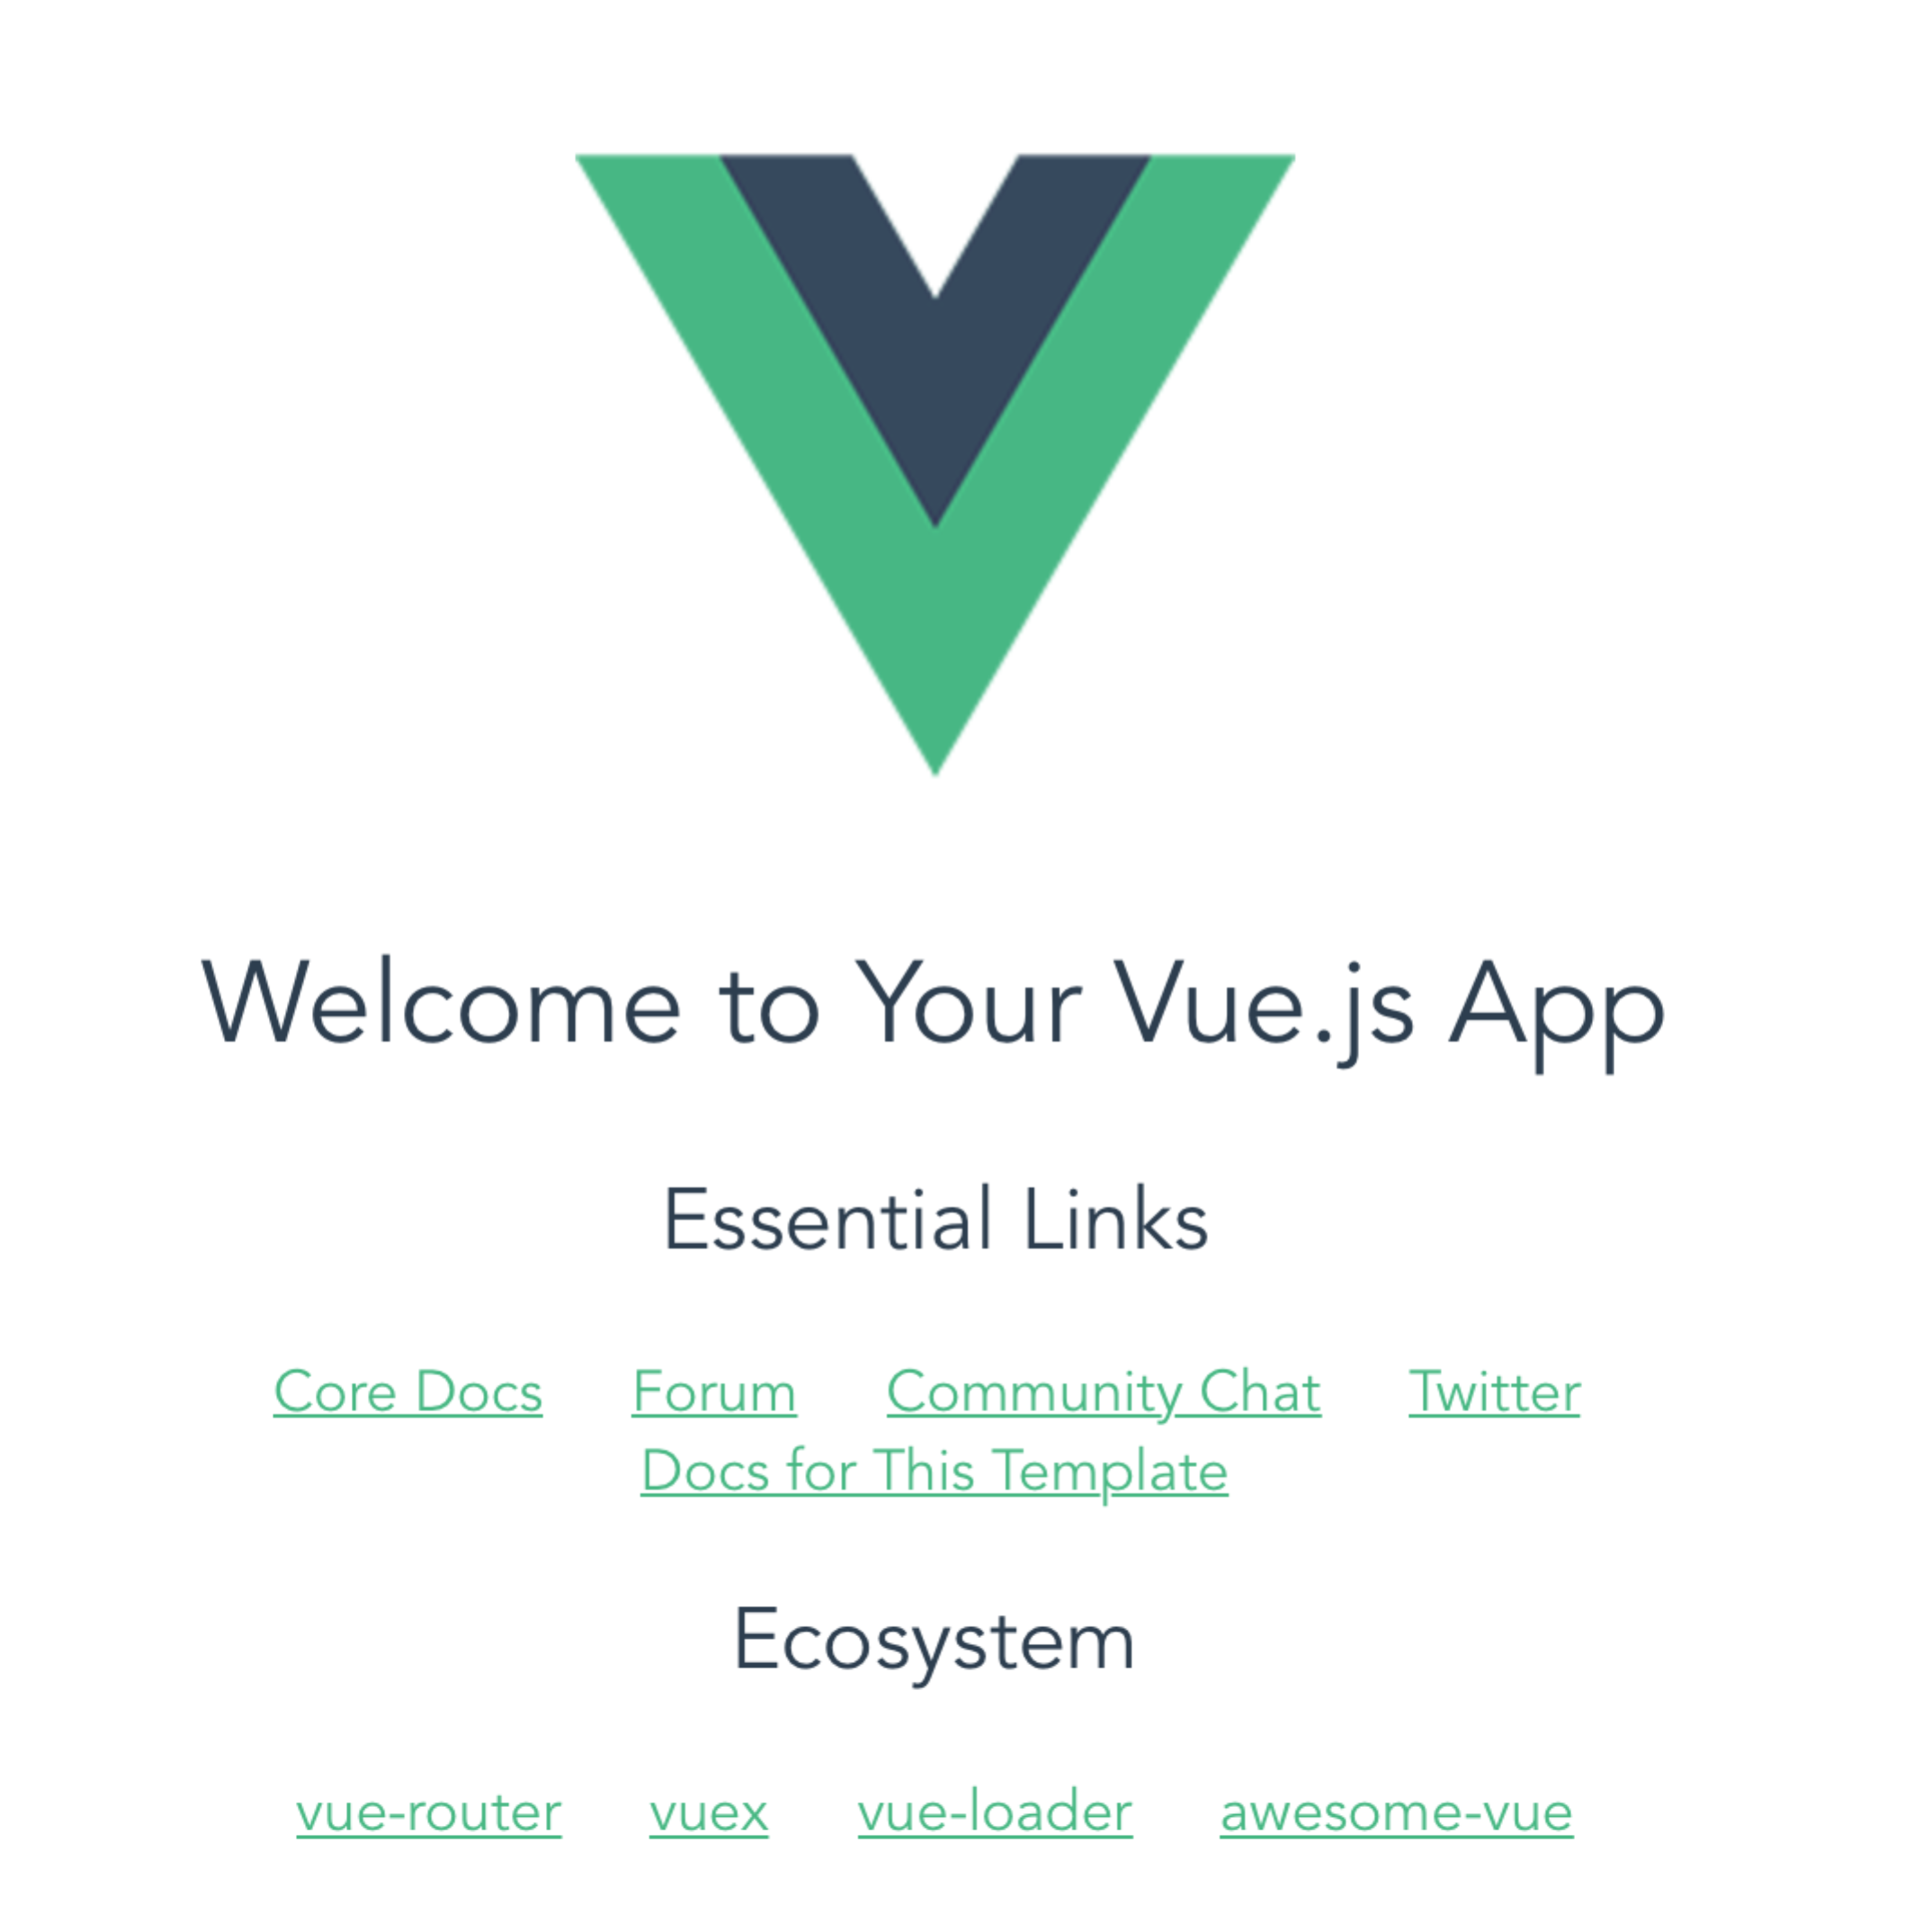 Welcome to Your Vue.js App
Essential Links
Core Docs Forum Community Chat Twitter
Docs for This Template
Ecosystem
vue-router vuex vue-loader awesome-vue